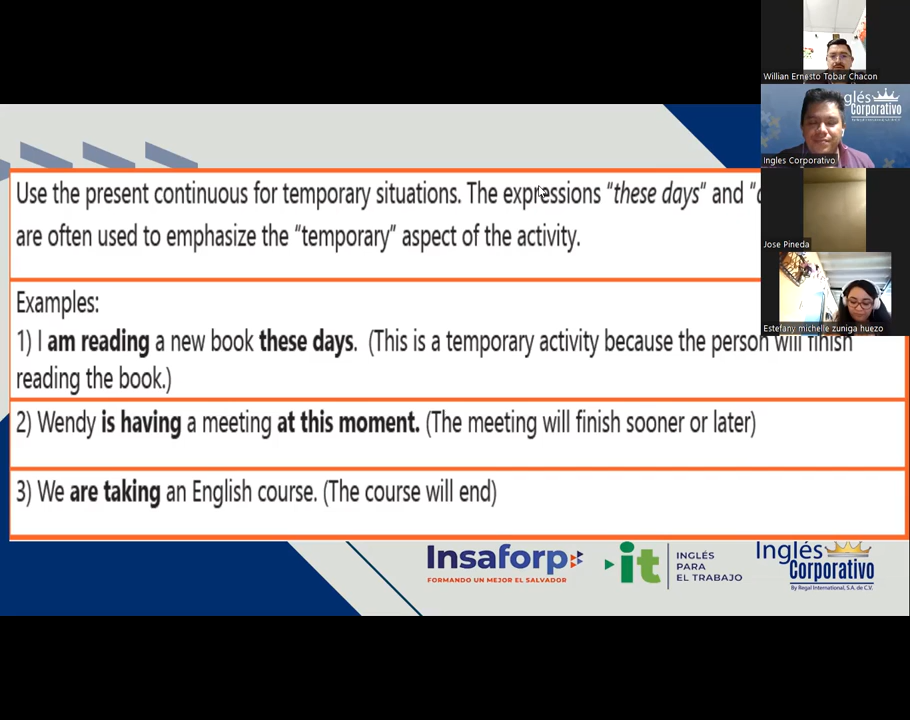 Use the present continuous for temporary situations. The expressions “these days” and “
are often used to emphasize the “temporary” aspect of the activity.
Examples:
1) I am reading a new book these days. (This is a temporary activity because the person will finish
reading the book.)
2) Wendy is having a meeting at this moment. (The meeting will finish sooner or later)
3) We are taking an English course. (The course will end)
Insaforp
FORMANDO UN MEJOR EL SALVADOR
it
INGLÉS
PARA
EL TRABAJO
Inglés
Corporativo
By Regal International, S.A. de C.V.
Willian Ernesto Tobar Chacon
glés
Corporativo
Ingles Corporativo
Jose Pineda
Estefany michelle zuniga huezo